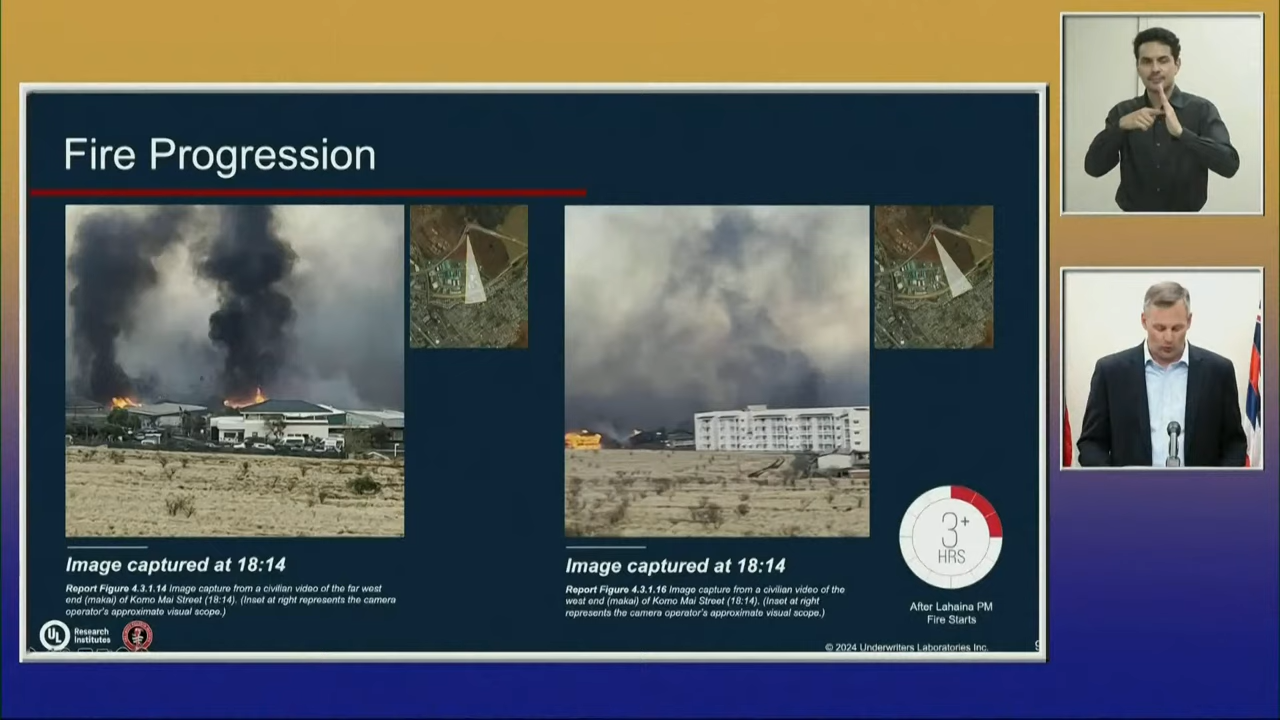 Fire Progression
Image captured at 18:14
Report Figure 4.3.1.14 Image capture from a civilian video of the far west
end (makai) of Komo Mai Street (18:14). (Inset at right represents the camera
operator's approximate visual scope.)
Image captured at 18:14
Report Figure 4.3.1.16 Image capture from a civilian video of the
west end (makai) of Komo Mai Street (18:14). (Inset at right
represents the camera operator's approximate visual scope.)
3+
HRS
After Lahaina PM
Fire Starts
UL
Research
Institutes
© 2024 Underwriters Laboratories Inc.